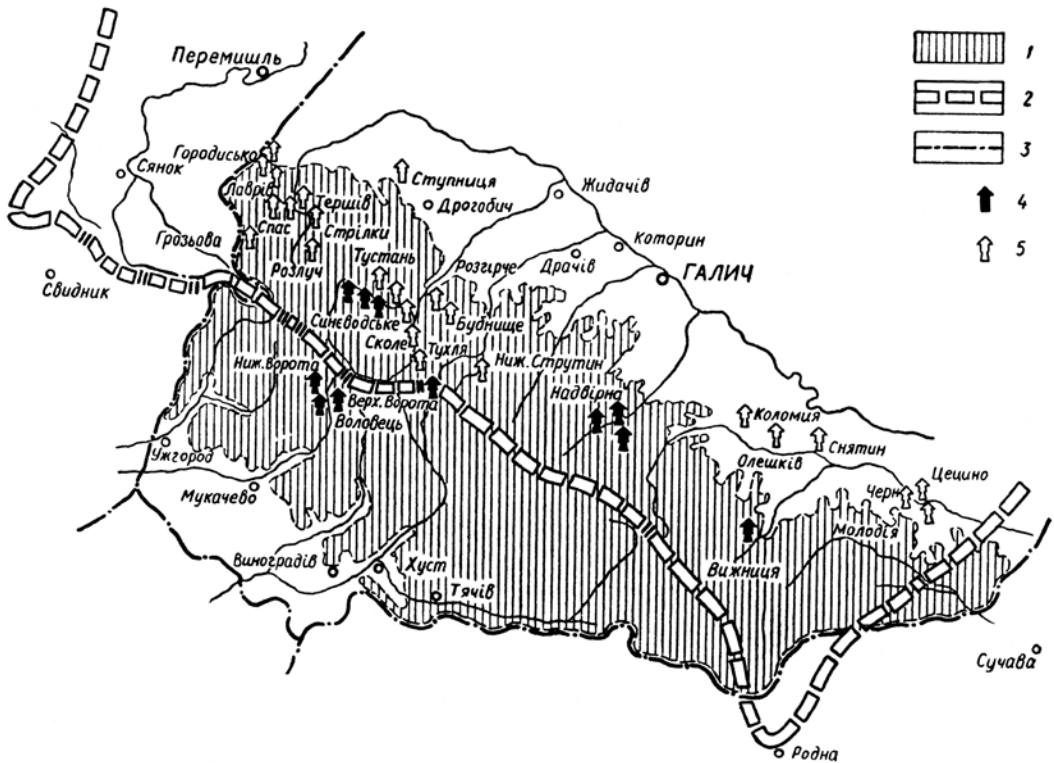 Перемишль
1
2
3
4
5
Городисько
Сянок
Ступниця
Жидачів
Лаврів
Тершів
Дрогобич
Спас
Стрілки
Которин
Грозьова
Тустань
Розгірче
Драчів
Розлуч
ГАЛИЧ
Свидник
Синєводське
Буднище
Сколе
Тухля
Ниж. Ворота
Ниж. Струтин
Надвірна
Верх. Ворота
Воловець
Коломия
Снятин
Ужгород
Олешків
Цецино
Мукачево
Черн
Молодія
Виноградів
Хуст
Вижниця
Тячів
Сучава
Родна